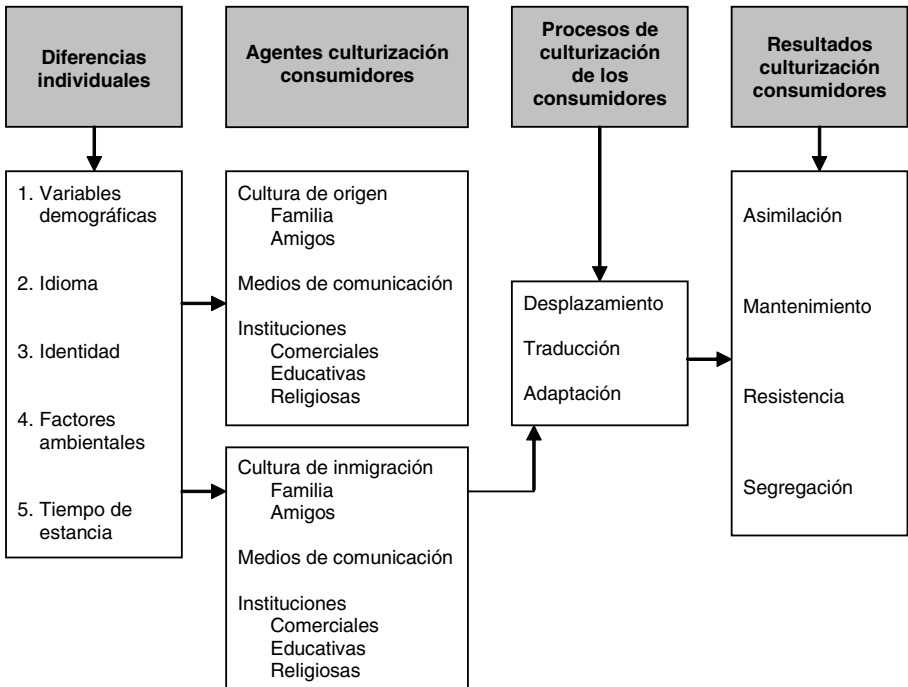 Diferencias
individuales
Agentes culturización
consumidores
Procesos de
culturización
de los
consumidores
Resultados
culturización
consumidores
1. Variables
demográficas
2. Idioma
3. Identidad
4. Factores
ambientales
5. Tiempo de
estancia
Cultura de origen
Familia
Amigos
Medios de comunicación
Instituciones
Comerciales
Educativas
Religiosas
Cultura de inmigración
Familia
Amigos
Medios de comunicación
Instituciones
Comerciales
Educativas
Religiosas
Desplazamiento
Traducción
Adaptación
Asimilación
Mantenimiento
Resistencia
Segregación